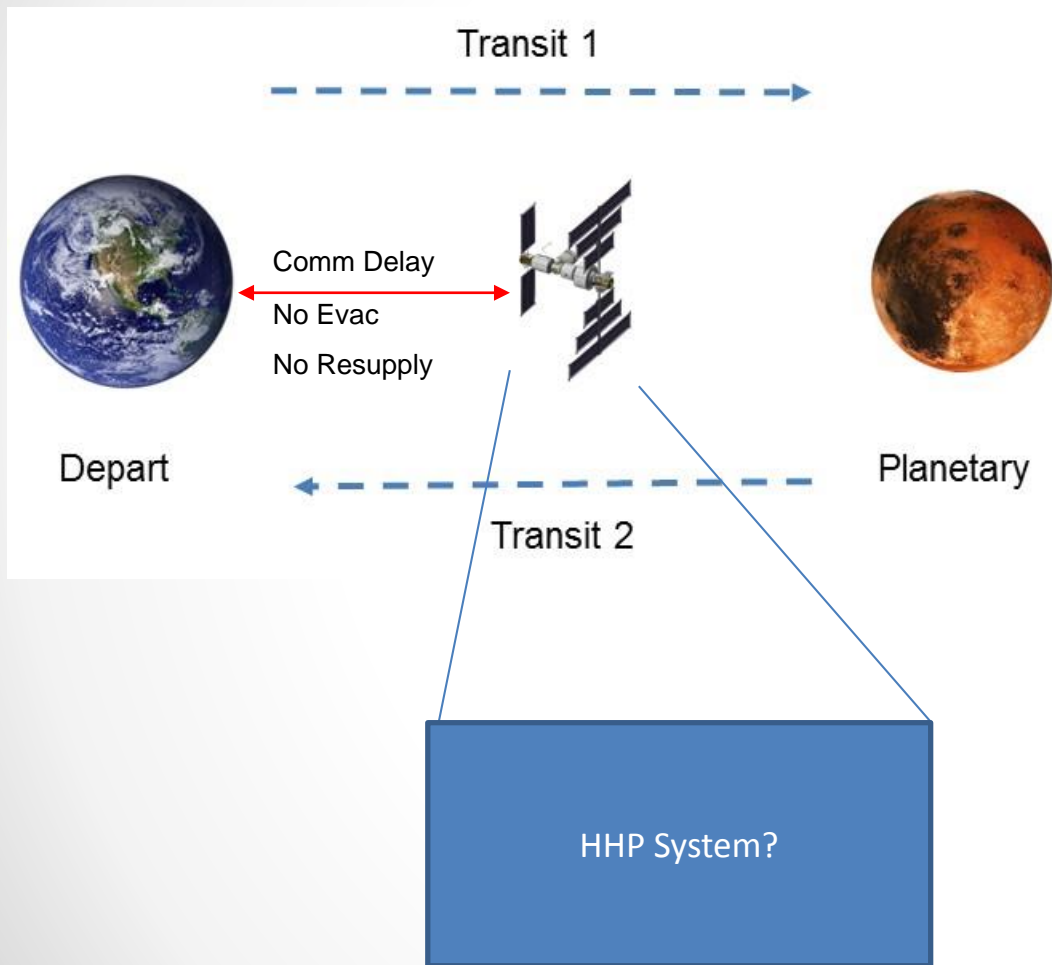 Transit 1
Comm Delay
No Evac
No Resupply
Depart
Planetary
Transit 2
HHP System?